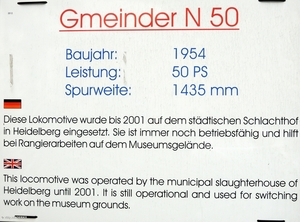 Gmeinder N 50
Baujahr: 1954
Leistung: 50 PS
Spurweite: 1435 mm
Diese Lokomotive wurde bis 2001 auf dem städtischen Schlachthof
in Heidelberg eingesetzt. Sie ist immer noch betriebsfähig und hilft
bei Rangierarbeiten auf dem Museumsgelände.
This locomotive was operated by the municipal slaughterhouse of
Heidelberg until 2001. It is still operational and used for switching
work on the museum grounds.